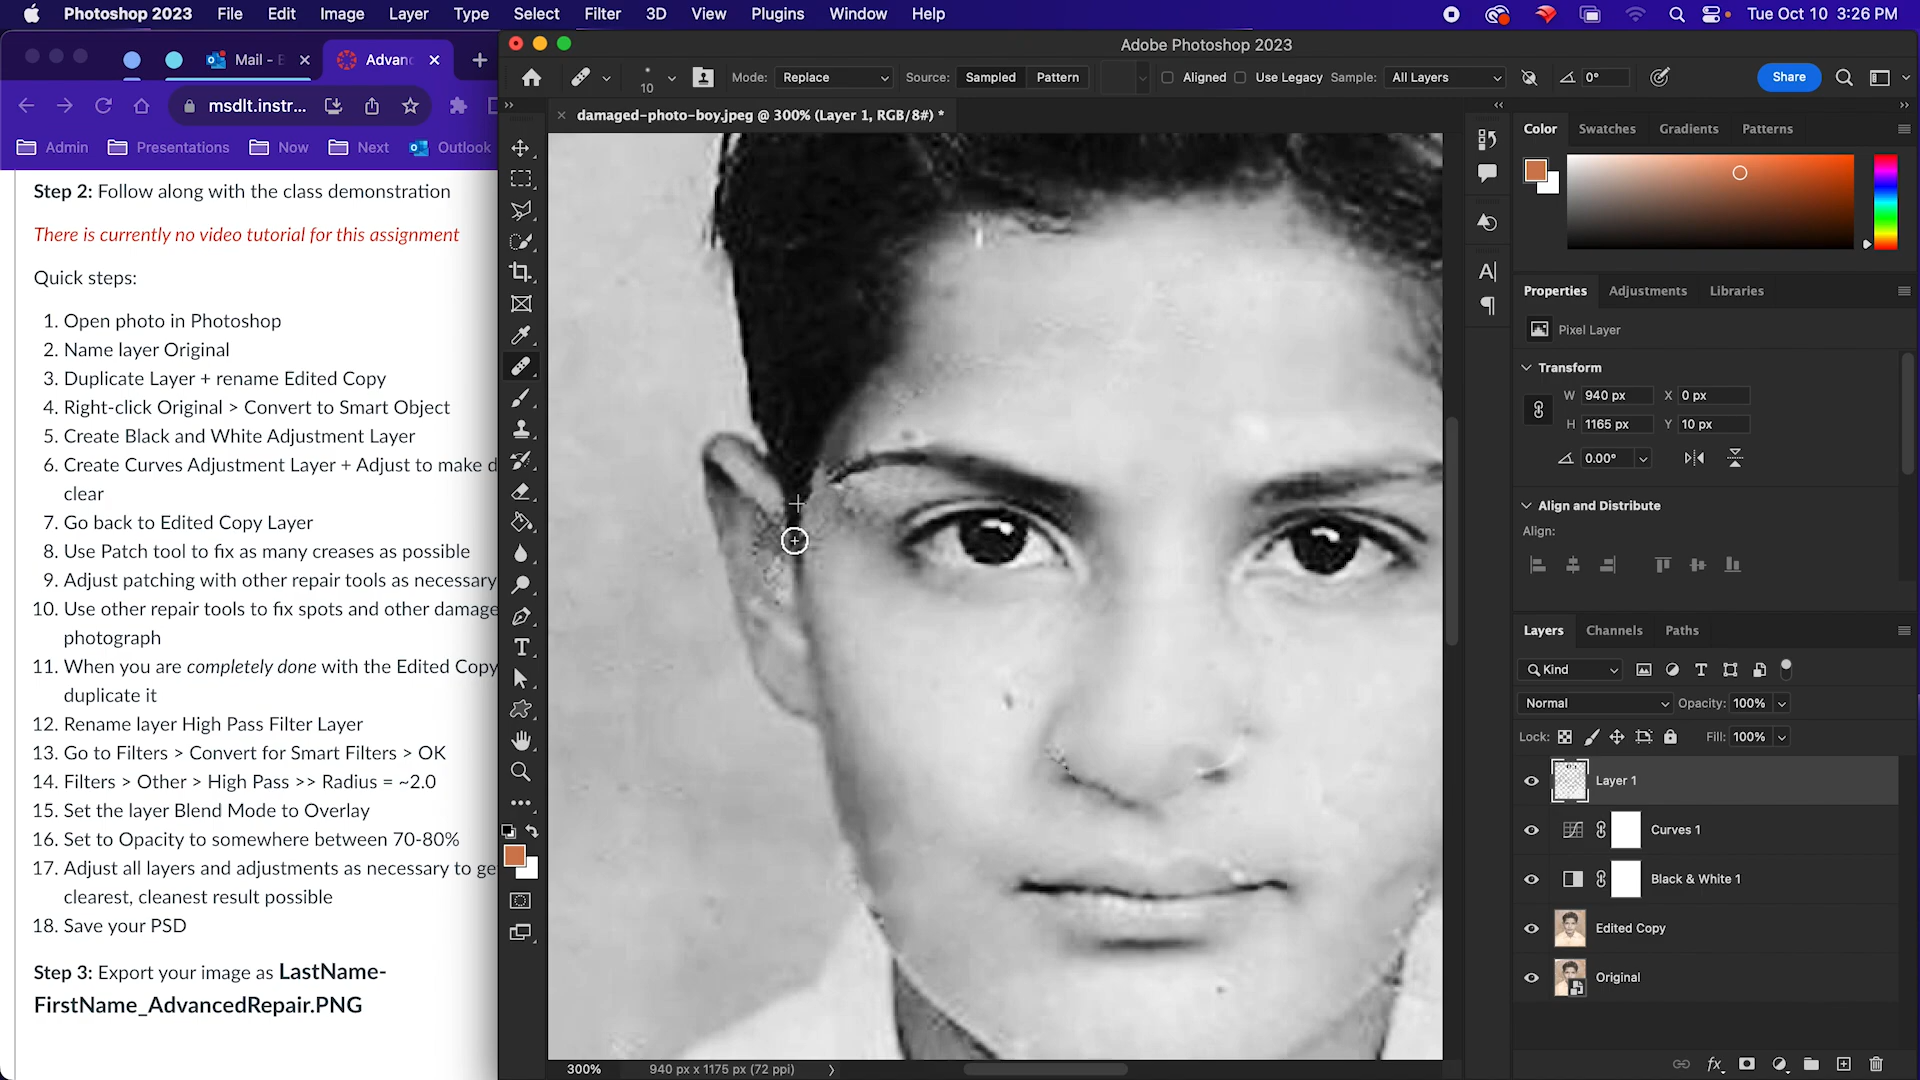 Photoshop 2023 File Edit Image Layer Type Select Filter 3D View Plugins Window Help Tue Oct 10 3:26 PM
Mail - E
Advan
Adobe Photoshop 2023
msdlt.instr...
10
Mode: Replace
Source: Sampled Pattern
Aligned
Use Legacy
Sample: All Layers
0°
Share
Admin Presentations Now Next Outlook
damaged-photo-boy.jpeg @ 300% (Layer 1, RGB/8#) *
Step 2: Follow along with the class demonstration
There is currently no video tutorial for this assignment
Quick steps:
1. Open photo in Photoshop
2. Name layer Original
3. Duplicate Layer + rename Edited Copy
4. Right-click Original > Convert to Smart Object
5. Create Black and White Adjustment Layer
6. Create Curves Adjustment Layer + Adjust to make d
clear
7. Go back to Edited Copy Layer
8. Use Patch tool to fix as many creases as possible
9. Adjust patching with other repair tools as necessary
10. Use other repair tools to fix spots and other damage
photograph
11. When you are completely done with the Edited Copy
duplicate it
12. Rename layer High Pass Filter Layer
13. Go to Filters > Convert for Smart Filters > OK
14. Filters > Other > High Pass >> Radius = ~2.0
15. Set the layer Blend Mode to Overlay
16. Set to Opacity to somewhere between 70-80%
17. Adjust all layers and adjustments as necessary to ge
clearest, cleanest result possible
18. Save your PSD
Step 3: Export your image as LastName-
FirstName_AdvancedRepair.PNG
300% 940 px x 1175 px (72 ppi)
Color Swatches Gradients Patterns
Properties Adjustments Libraries
Pixel Layer
Transform
W 940 px X 0 px
H 1165 px Y 10 px
0.00°
Align and Distribute
Align:
Layers Channels Paths
Kind
Normal Opacity: 100%
Lock: Fill: 100%
Layer 1
Curves 1
Black & White 1
Edited Copy
Original